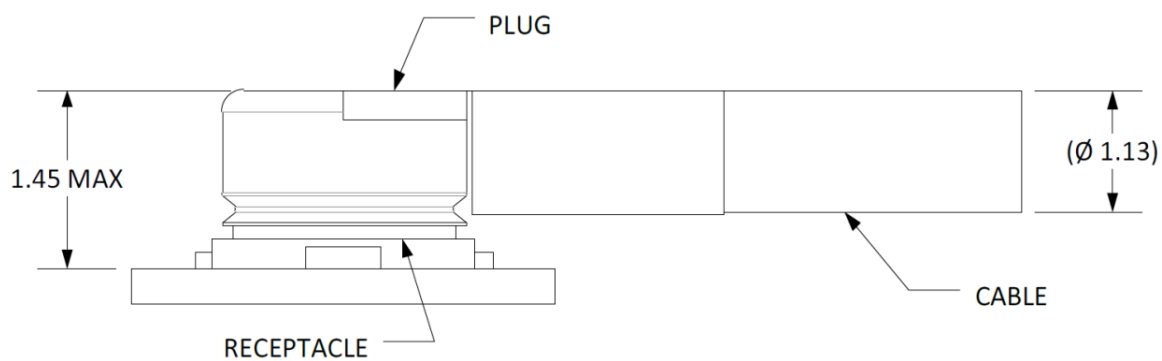 PLUG
1.45 MAX
(Ø 1.13)
CABLE
RECEPTACLE